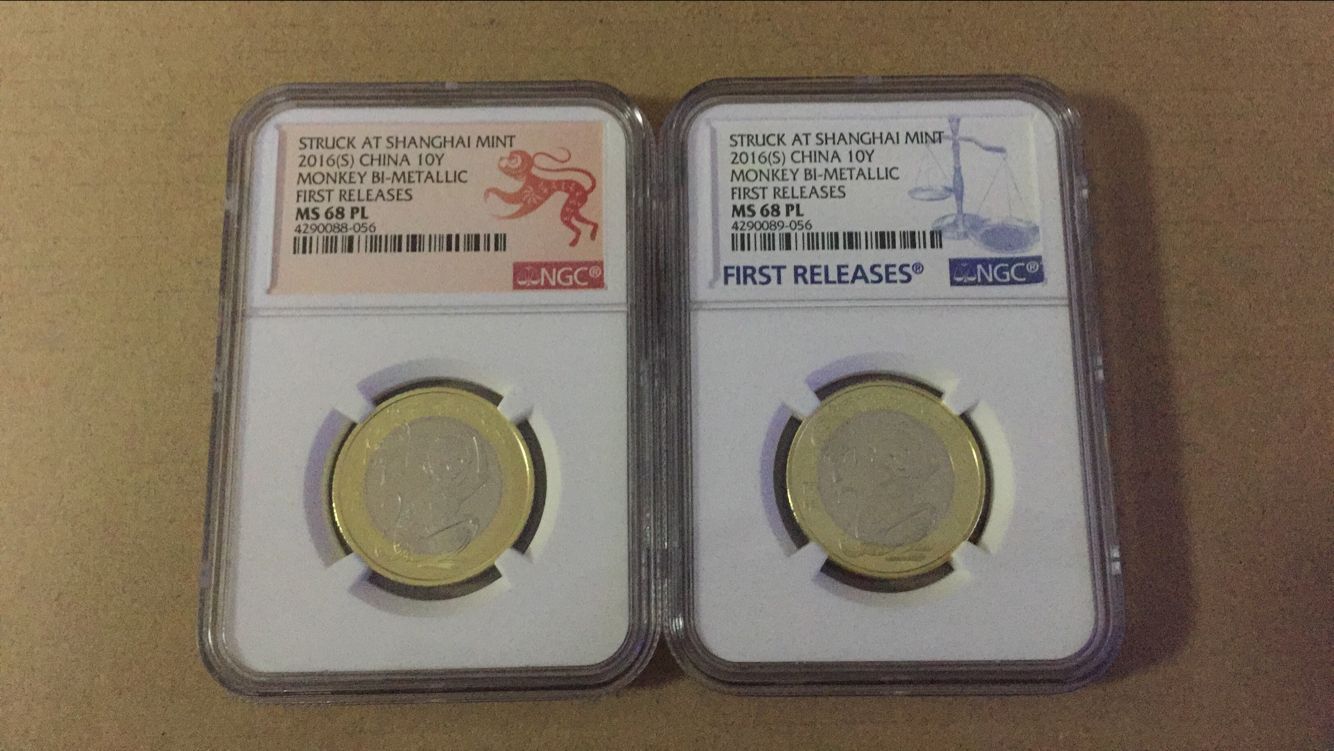 STRUCK AT SHANGHAI MINT
2016(S) CHINA 10Y
MONKEY BI-METALLIC
FIRST RELEASES
MS 68 PL
4290088-056
NGC®
STRUCK AT SHANGHAI MINT
2016(S) CHINA 10Y
MONKEY BI-METALLIC
FIRST RELEASES
MS 68 PL
4290089-056
FIRST RELEASES®
NGC®